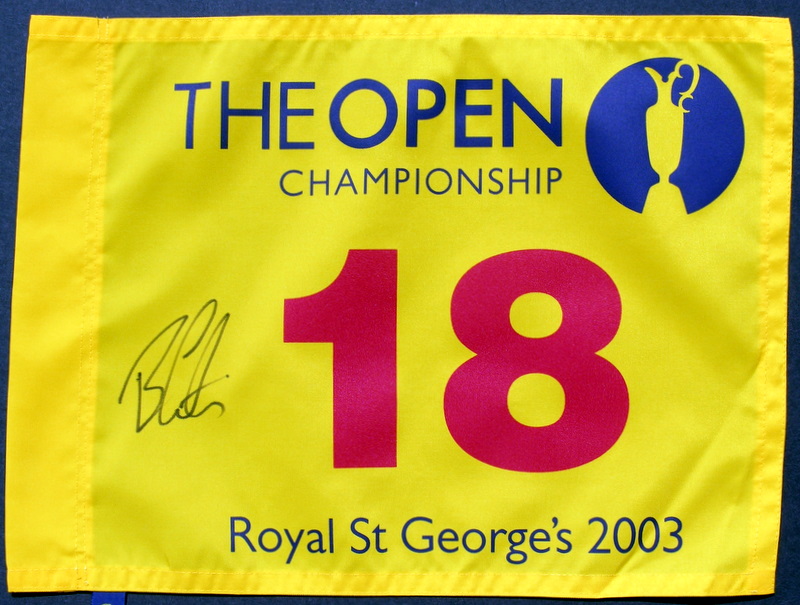 THE OPEN
CHAMPIONSHIP
18
Royal St George's 2003